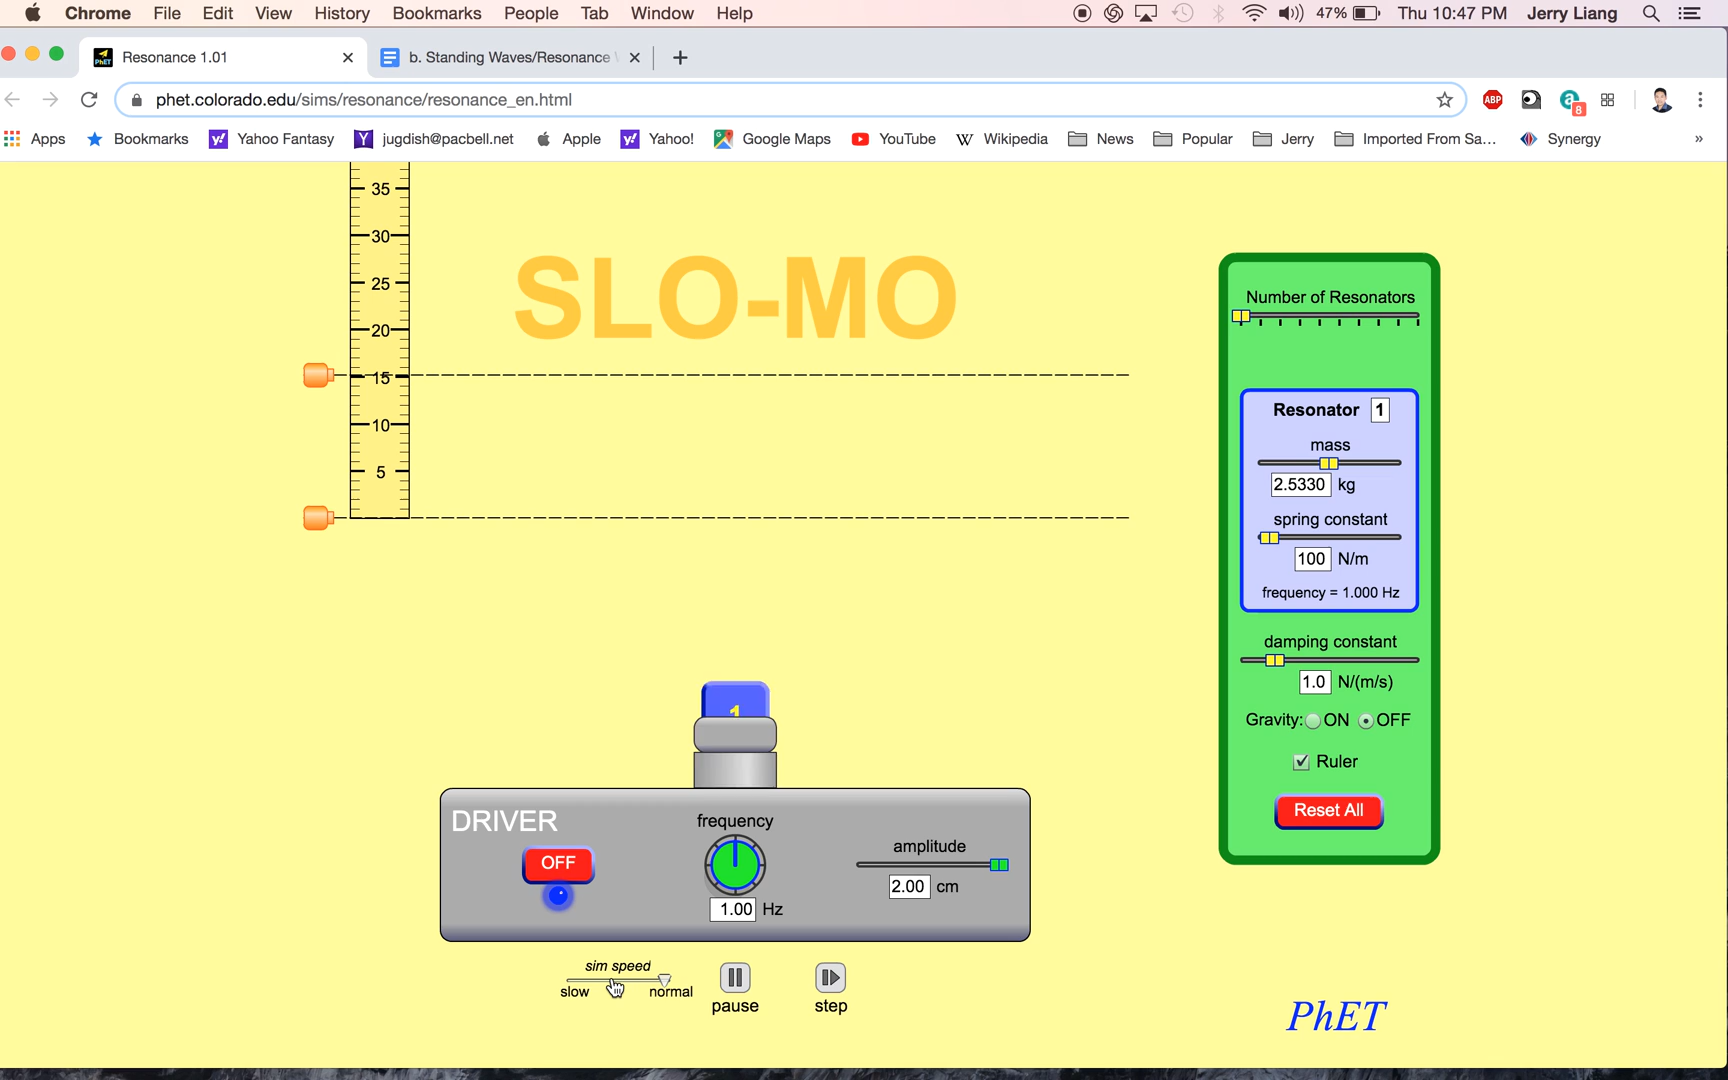 Chrome File Edit View History Bookmarks People Tab Window Help 47% Thu 10:47 PM Jerry Liang
PhET Resonance 1.01 b. Standing Waves/Resonance
phet.colorado.edu/sims/resonance/resonance_en.html ABP a 8
Apps Bookmarks Yahoo Fantasy jugdish@pacbell.net Apple Yahoo! Google Maps YouTube Wikipedia News Popular Jerry Imported From Sa... Synergy »
35
30
25
20
15
10
5
SLO-MO
Number of Resonators
Resonator 1
mass
2.5330 kg
spring constant
100 N/m
frequency = 1.000 Hz
damping constant
1.0 N/(m/s)
Gravity: ON OFF
Ruler
Reset All
1
DRIVER
OFF
frequency
1.00 Hz
amplitude
2.00 cm
sim speed
slow normal
pause
step
PhET